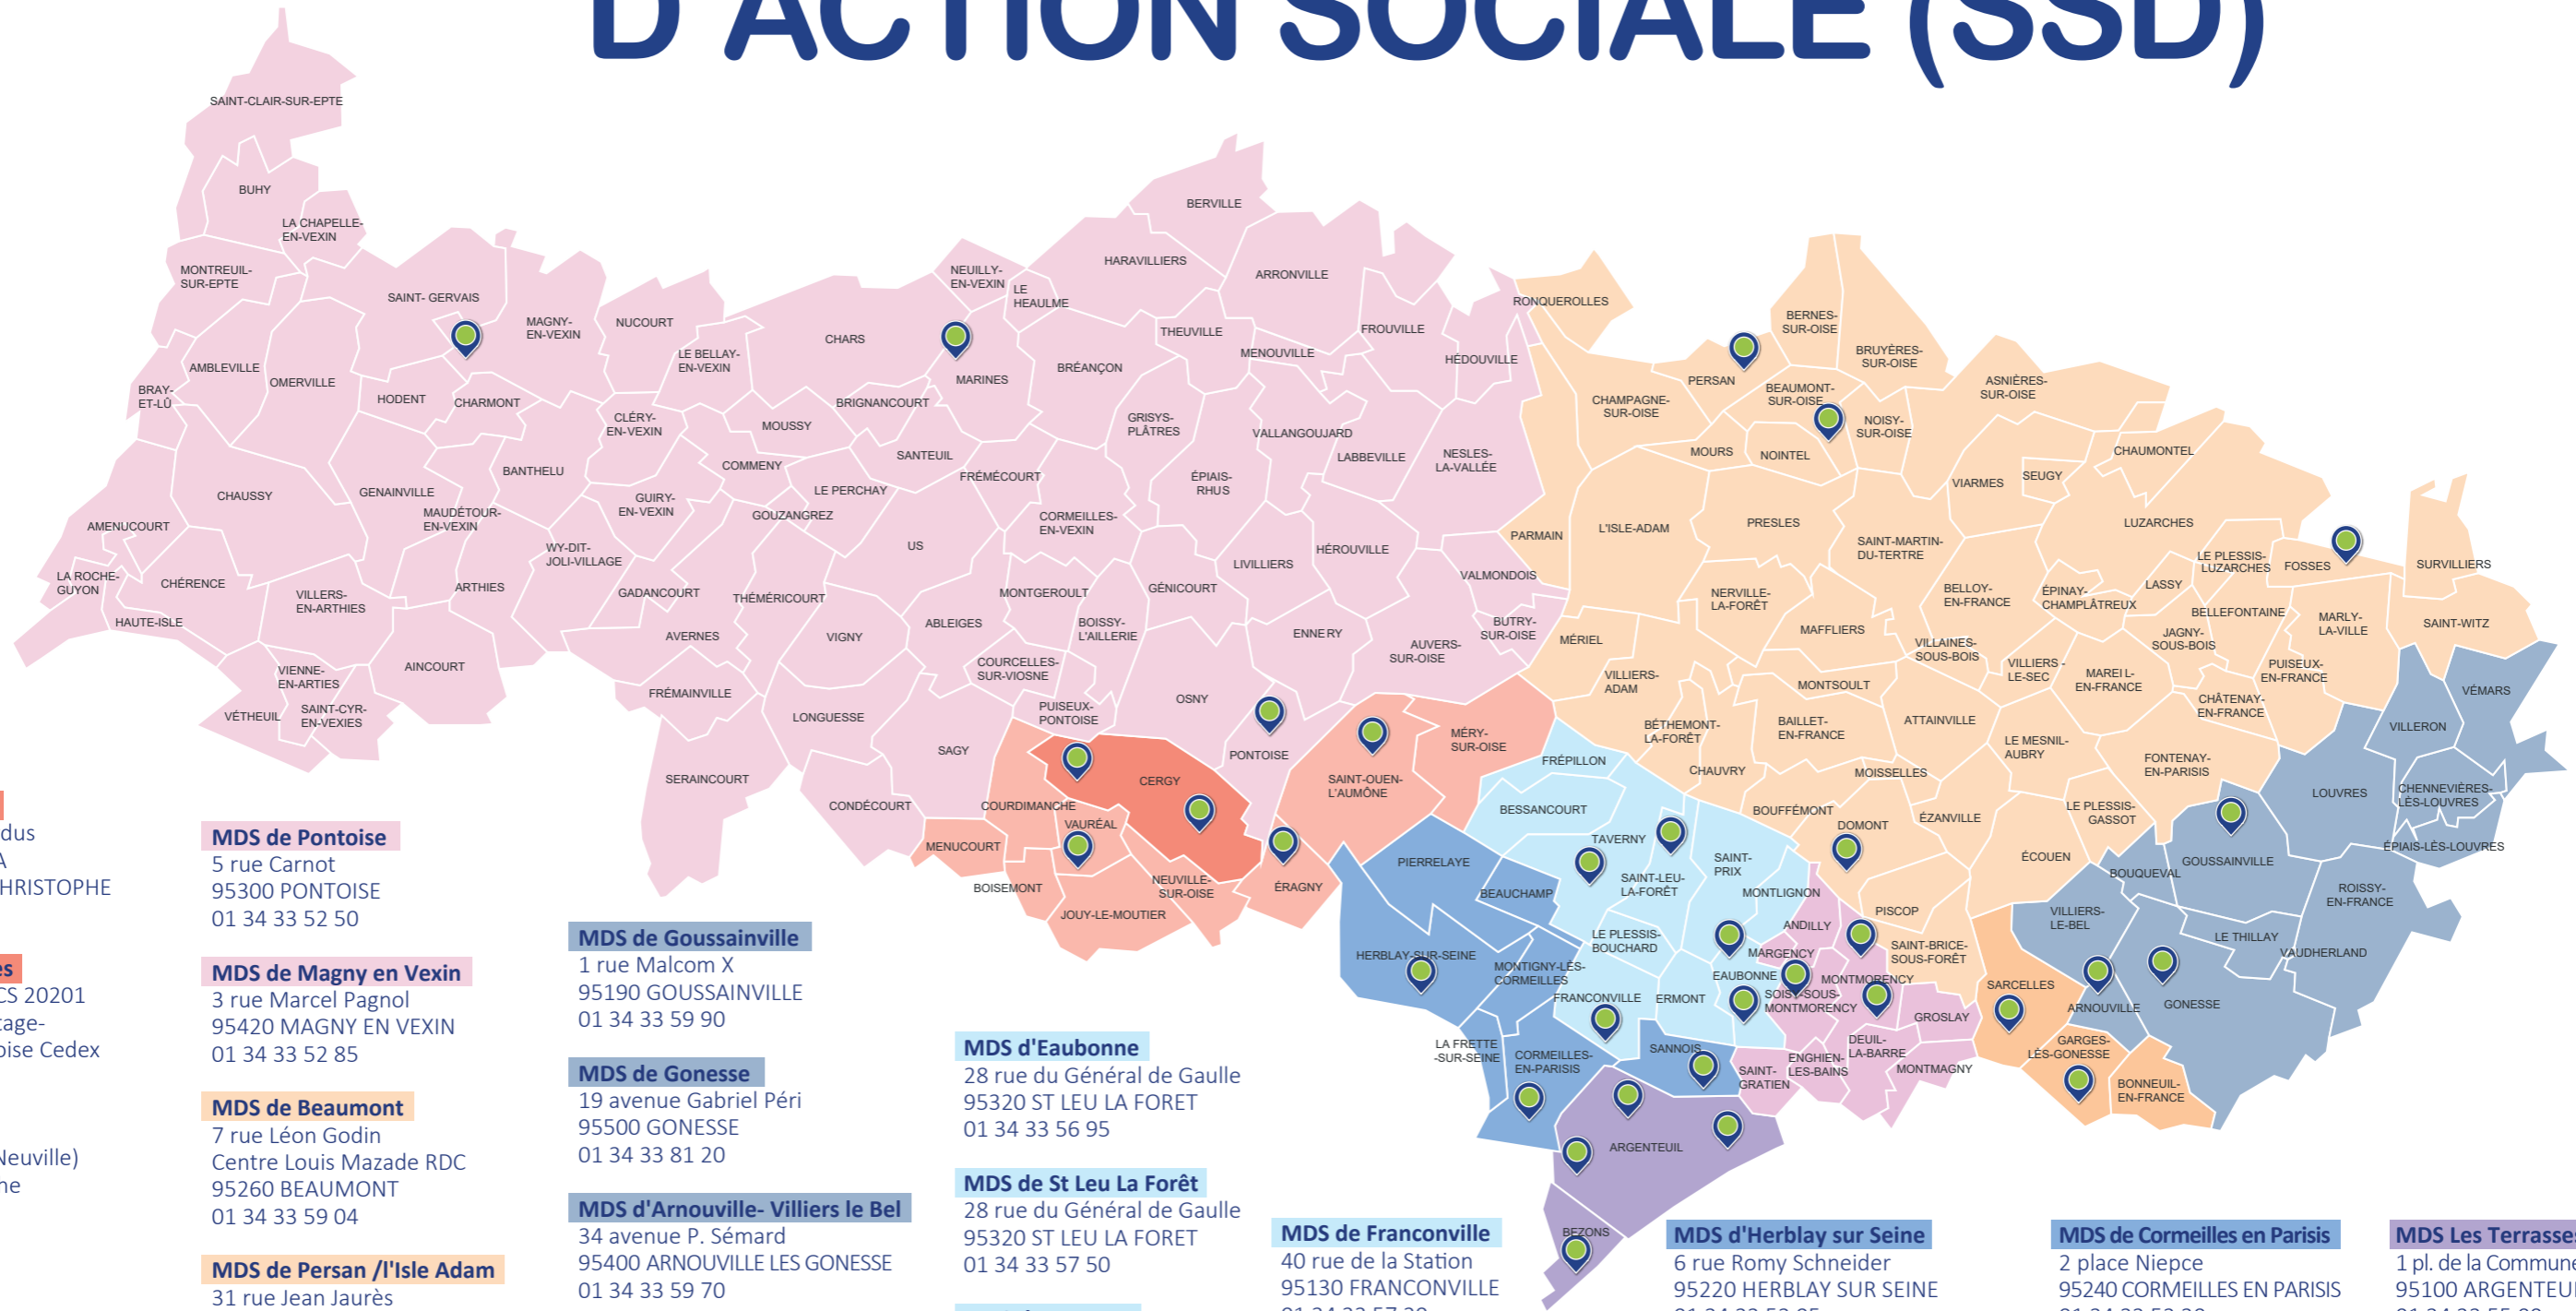 D'ACTION SOCIALE (SSD)
SAINT-CLAIR-SUR-EPTE
BUHY
LA CHAPELLE-
EN-VEXIN
MONTREUIL-
SUR-EPTE
SAINT- GERVAIS
MAGNY-
EN-VEXIN
NUCOURT
LE BELLAY-
EN-VEXIN
CHARS
NEUILLY-
EN-VEXIN
LE
HEAULME
MARINES
BERVILLE
HARAVILLIERS
ARRONVILLE
THEUVILLE
MENOUVILLE
FROUVILLE
HÉDOUVILLE
BRÉANÇON
AMBLEVILLE
OMERVILLE
BRAY-
ET-LÛ
HODENT
CHARMONT
CLÉRY-
EN-VEXIN
MOUSSY
BRIGNANCOURT
GRISYS-
PLÂTRES
VALLANGOUJARD
LABBEVILLE
NESLES-
LA-VALLÉE
BANTHELU
COMMENY
SANTEUIL
FRÉMÉCOURT
ÉPIAIS-
RHUS
CHAUSSY
GENAINVILLE
MAUDÉTOUR-
EN-VEXIN
GUIRY-
EN-VEXIN
LE PERCHAY
GOUZANGREZ
CORMEILLES-
EN-VEXIN
AMENUCOURT
WY-DIT-
JOLI-VILLAGE
US
LIVILLIERS
HÉROUVILLE
LA ROCHE-
GUYON
CHÉRENCE
VILLERS-
EN-ARTHIES
ARTHIES
GADANCOURT
THÉMÉRICOURT
MONTGEROULT
GÉNICOURT
VALMONDOIS
HAUTE-ISLE
AVERNES
VIGNY
ABLEIGES
BOISSY-
L'AILLERIE
ENNERY
BUTRY-
SUR-OISE
AUVERS-
SUR-OISE
VIENNE-
EN-ARTIES
AINCOURT
COURCELLES-
SUR-VIOSNE
VÉTHEUIL
SAINT-CYR-
EN-VEXIES
FRÉMAINVILLE
LONGUESSE
PUISEUX-
PONTOISE
OSNY
SAGY
PONTOISE
SERAINCOURT
CONDÉCOURT
CERGY
COURDIMANCHE
VAURÉAL
MENUCOURT
BOISEMONT
JOUY-LE-MOUTIER
NEUVILLE-
SUR-OISE
ÉRAGNY
SAINT-OUEN-
L'AUMÔNE
MÉRY-
SUR-OISE
RONQUEROLLES
BERNES-
SUR-OISE
BRUYÈRES-
SUR-OISE
PERSAN
BEAUMONT-
SUR-OISE
CHAMPAGNE-
SUR-OISE
ASNIÈRES-
SUR-OISE
NOISY-
SUR-OISE
MOURS
NOINTEL
CHAUMONTEL
VIARMES
SEUGY
LUZARCHES
PARMAIN
L'ISLE-ADAM
PRESLES
SAINT-MARTIN-
DU-TERTRE
LE PLESSIS-
LUZARCHES
FOSSES
SURVILLIERS
NERVILLE-
LA-FORÊT
BELLOY-
EN-FRANCE
ÉPINAY-
CHAMPLÂTREUX
LASSY
BELLEFONTAINE
MARLY-
LA-VILLE
SAINT-WITZ
MÉRIEL
MAFFLIERS
VILLAINES-
SOUS-BOIS
JAGNY-
SOUS-BOIS
VILLIERS-
ADAM
MONTSOULT
VILLIERS -
LE-SEC
MAREIL-
EN-FRANCE
PUISEUX-
EN-FRANCE
CHÂTENAY-
EN-FRANCE
BÉTHEMONT-
LA-FORÊT
BAILLET-
EN-FRANCE
ATTAINVILLE
LE MESNIL-
AUBRY
FONTENAY-
EN-PARISIS
CHAUVRY
MOISSELLES
BOUFFÉMONT
DOMONT
ÉZANVILLE
LE PLESSIS-
GASSOT
ÉCOUEN
PISCOP
SAINT-BRICE-
SOUS-FORÊT
VÉMARS
VILLERON
LOUVRES
CHENNEVIÈRES-
LÈS-LOUVRES
ÉPIAIS-LÈS-LOUVRES
GOUSSAINVILLE
BOUQUEVAL
ROISSY-
EN-FRANCE
VILLIERS-
LE-BEL
LE THILLAY
VAUDHERLAND
ARNOUVILLE
GONESSE
SARCELLES
GARGES-
LÈS-GONESSE
BONNEUIL-
EN-FRANCE
FRÉPILLON
BESSANCOURT
TAVERNY
SAINT-
PRIX
SAINT-LEU-
LA-FORÊT
MONTLIGNON
LE PLESSIS-
BOUCHARD
EAUBONNE
FRANCONVILLE
ERMONT
PIERRELAYE
BEAUCHAMP
HERBLAY-SUR-SEINE
MONTIGNY-LÈS-
CORMEILLES
LA FRETTE
-SUR-SEINE
CORMEILLES-
EN-PARISIS
SANNOIS
ANDILLY
MARGENCY
MONTMORENCY
SOISY-SOUS-
MONTMORENCY
GROSLAY
DEUIL-
LA-BARRE
ENGHIEN-
LES-BAINS
MONTMAGNY
SAINT-
GRATIEN
ARGENTEUIL
BEZONS
dus
A
HRISTOPHE
es
CS 20201
tage-
oise Cedex
Neuville)
ne
MDS de Pontoise
5 rue Carnot
95300 PONTOISE
01 34 33 52 50
MDS de Magny en Vexin
3 rue Marcel Pagnol
95420 MAGNY EN VEXIN
01 34 33 52 85
MDS de Beaumont
7 rue Léon Godin
Centre Louis Mazade RDC
95260 BEAUMONT
01 34 33 59 04
MDS de Persan /l'Isle Adam
31 rue Jean Jaurès
MDS de Goussainville
1 rue Malcom X
95190 GOUSSAINVILLE
01 34 33 59 90
MDS de Gonesse
19 avenue Gabriel Péri
95500 GONESSE
01 34 33 81 20
MDS d'Arnouville- Villiers le Bel
34 avenue P. Sémard
95400 ARNOUVILLE LES GONESSE
01 34 33 59 70
MDS d'Eaubonne
28 rue du Général de Gaulle
95320 ST LEU LA FORET
01 34 33 56 95
MDS de St Leu La Forêt
28 rue du Général de Gaulle
95320 ST LEU LA FORET
01 34 33 57 50
MDS de Franconville
40 rue de la Station
95130 FRANCONVILLE
MDS d'Herblay sur Seine
6 rue Romy Schneider
95220 HERBLAY SUR SEINE
MDS de Cormeilles en Parisis
2 place Niepce
95240 CORMEILLES EN PARISIS
MDS Les Terrasses
1 pl. de la Commune
95100 ARGENTEU